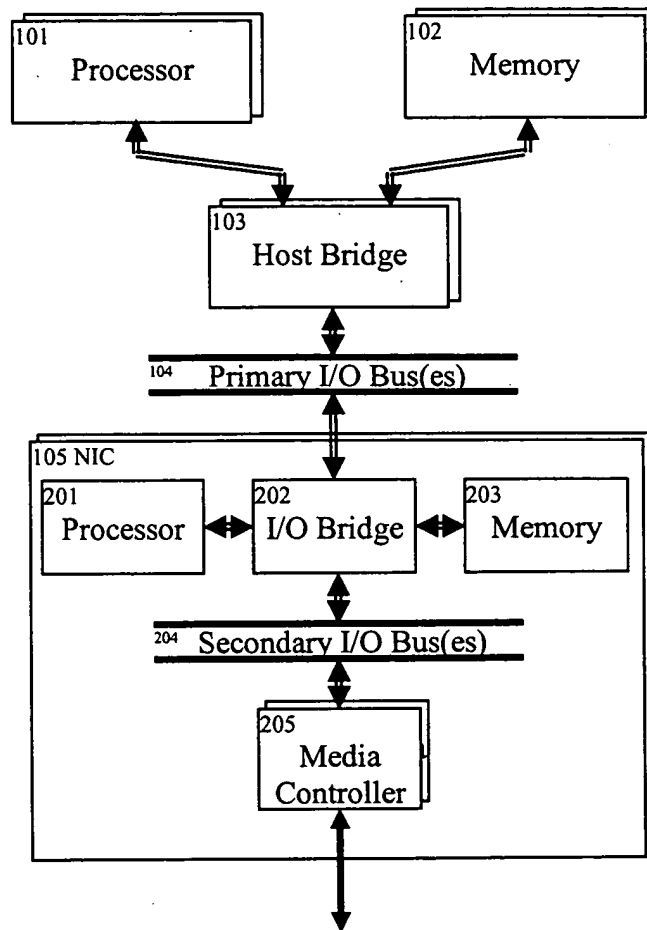 101
Processor
102
Memory
103
Host Bridge
104 Primary I/O Bus(es)
105 NIC
201
Processor
202
I/O Bridge
203
Memory
204 Secondary I/O Bus(es)
205
Media
Controller